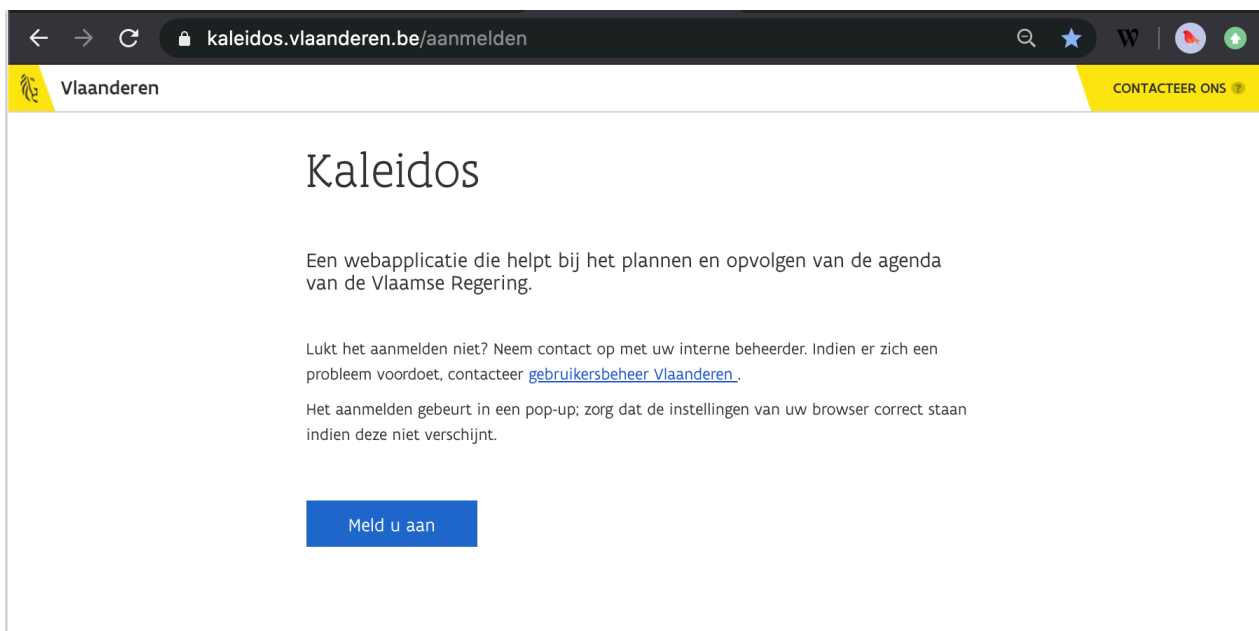 kaleidos.vlaanderen.be/aanmelden
W
Vlaanderen
CONTACTEER ONS ?
Kaleidos
Een webapplicatie die helpt bij het plannen en opvolgen van de agenda
van de Vlaamse Regering.
Lukt het aanmelden niet? Neem contact op met uw interne beheerder. Indien er zich een
probleem voordoet, contacteer gebruikersbeheer Vlaanderen .
Het aanmelden gebeurt in een pop-up; zorg dat de instellingen van uw browser correct staan
indien deze niet verschijnt.
Meld u aan